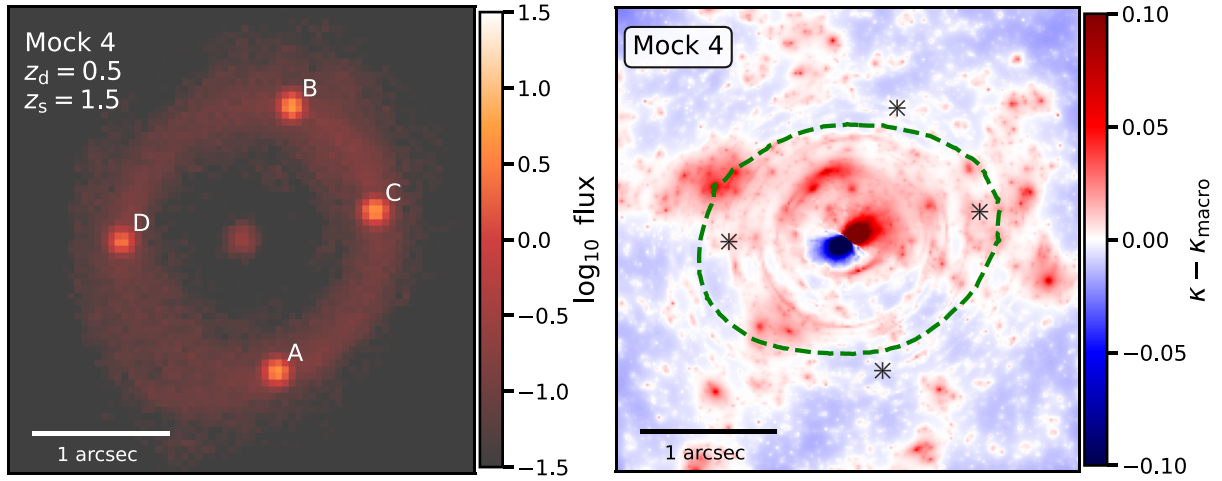 Mock 4
z_d = 0.5
z_s = 1.5
B
C
D
A
1 arcsec
1.5
1.0
0.5
0.0
−0.5
−1.0
−1.5
log₁₀ flux
Mock 4
1 arcsec
0.10
0.05
0.00
−0.05
−0.10
κ − κ_macro